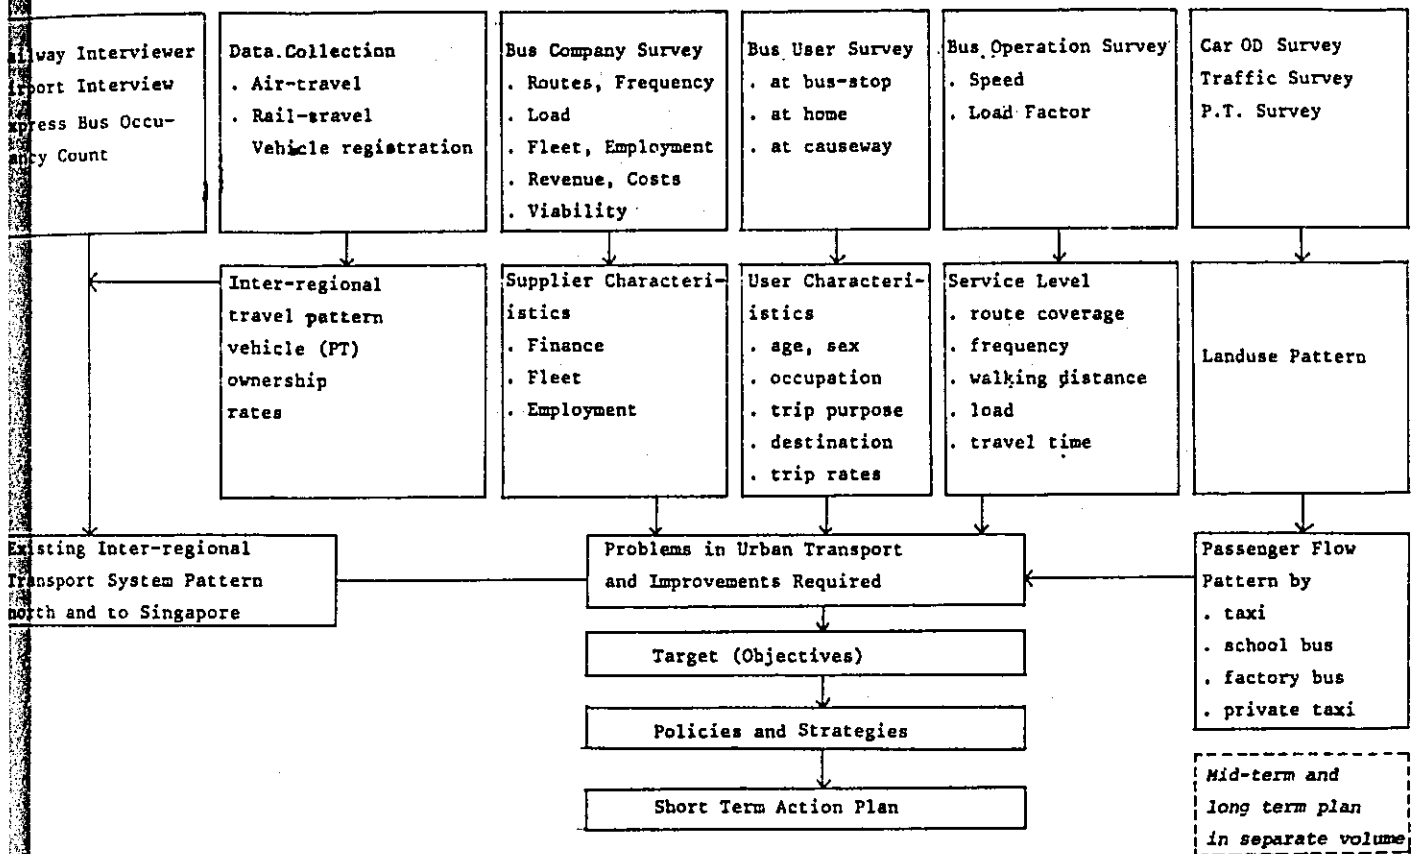 ailway Interviewer
irport Interview
xpress Bus Occu-
ancy Count
Data.Collection
. Air-travel
. Rail-travel
Vehicle registration
Bus Company Survey
. Routes, Frequency
. Load
. Fleet, Employment
. Revenue, Costs
. Viability
Bus User Survey
. at bus-stop
. at home
. at causeway
Bus Operation Survey
. Speed
. Load Factor
Car OD Survey
Traffic Survey
P.T. Survey
Inter-regional
travel pattern
vehicle (PT)
ownership
rates
Supplier Characteri-
istics
. Finance
. Fleet
. Employment
User Characteri-
istics
. age, sex
. occupation
. trip purpose
. destination
. trip rates
Service Level
. route coverage
. frequency
. walking distance
. load
. travel time
Landuse Pattern
Existing Inter-regional
Transport System Pattern
north and to Singapore
Problems in Urban Transport
and Improvements Required
Passenger Flow
Pattern by
. taxi
. school bus
. factory bus
. private taxi
Target (Objectives)
Policies and Strategies
Short Term Action Plan
Mid-term and
long term plan
in separate volume